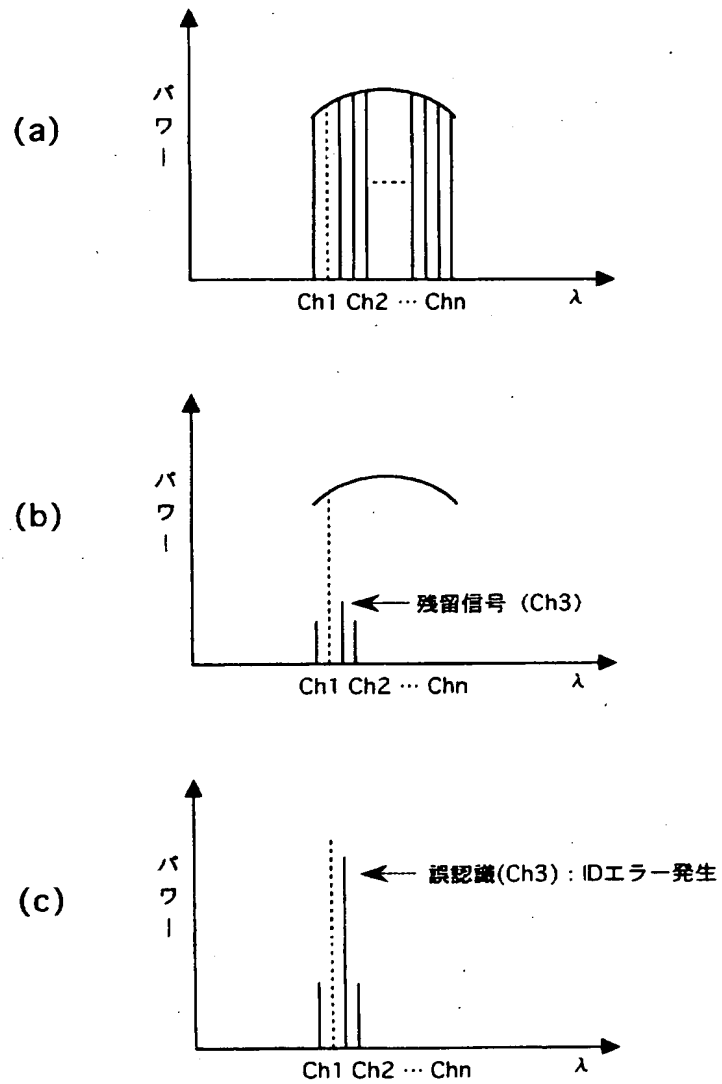 (a)
パワー
Ch1 Ch2 … Chn
λ
(b)
パワー
残留信号 (Ch3)
Ch1 Ch2 … Chn
λ
(c)
パワー
誤認識(Ch3) : IDエラー発生
Ch1 Ch2 … Chn
λ